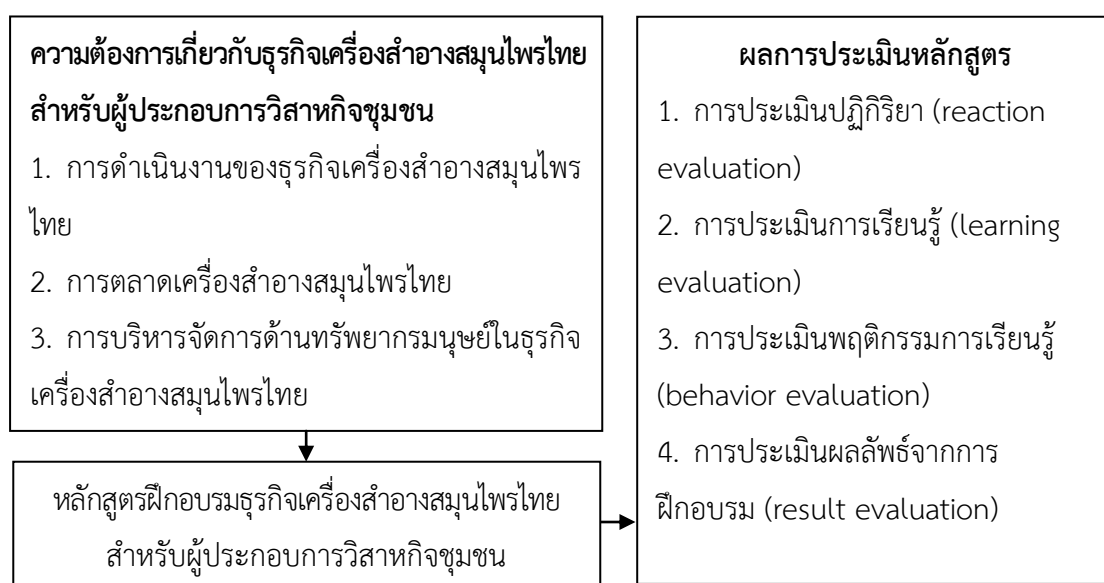 ความต้องการเกี่ยวกับธุรกิจเครื่องสำอางสมุนไพรไทย
สำหรับผู้ประกอบการวิสาหกิจชุมชน
1. การดำเนินงานของธุรกิจเครื่องสำอางสมุนไพร
ไทย
2. การตลาดเครื่องสำอางสมุนไพรไทย
3. การบริหารจัดการด้านทรัพยากรมนุษย์ในธุรกิจ
เครื่องสำอางสมุนไพรไทย
หลักสูตรฝึกอบรมธุรกิจเครื่องสำอางสมุนไพรไทย
สำหรับผู้ประกอบการวิสาหกิจชุมชน
ผลการประเมินหลักสูตร
1. การประเมินปฏิกิริยา (reaction
evaluation)
2. การประเมินการเรียนรู้ (learning
evaluation)
3. การประเมินพฤติกรรมการเรียนรู้
(behavior evaluation)
4. การประเมินผลลัพธ์จากการ
ฝึกอบรม (result evaluation)